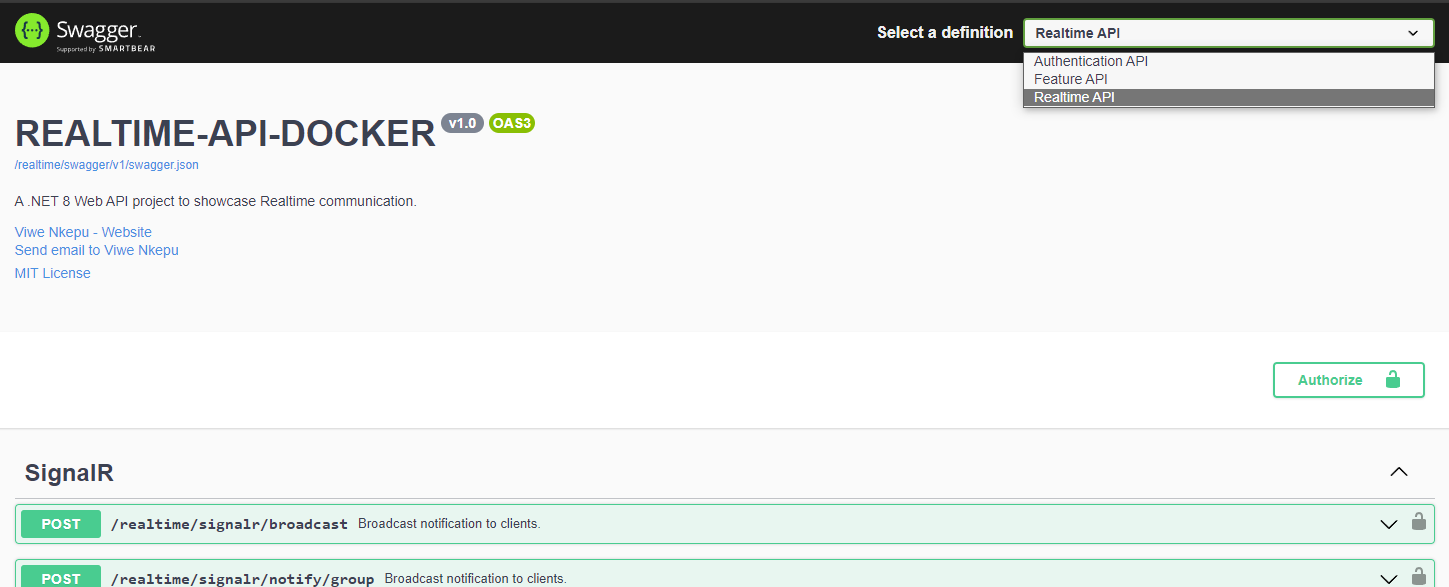 Swagger.
Supported by SMARTBEAR
Select a definition
Realtime API
Authentication API
Feature API
Realtime API
REALTIME-API-DOCKER v1.0 OAS3
/realtime/swagger/v1/swagger.json
A .NET 8 Web API project to showcase Realtime communication.
Viwe Nkepu - Website
Send email to Viwe Nkepu
MIT License
Authorize
SignalR
POST /realtime/signalr/broadcast Broadcast notification to clients.
POST /realtime/signalr/notify/group Broadcast notification to clients.